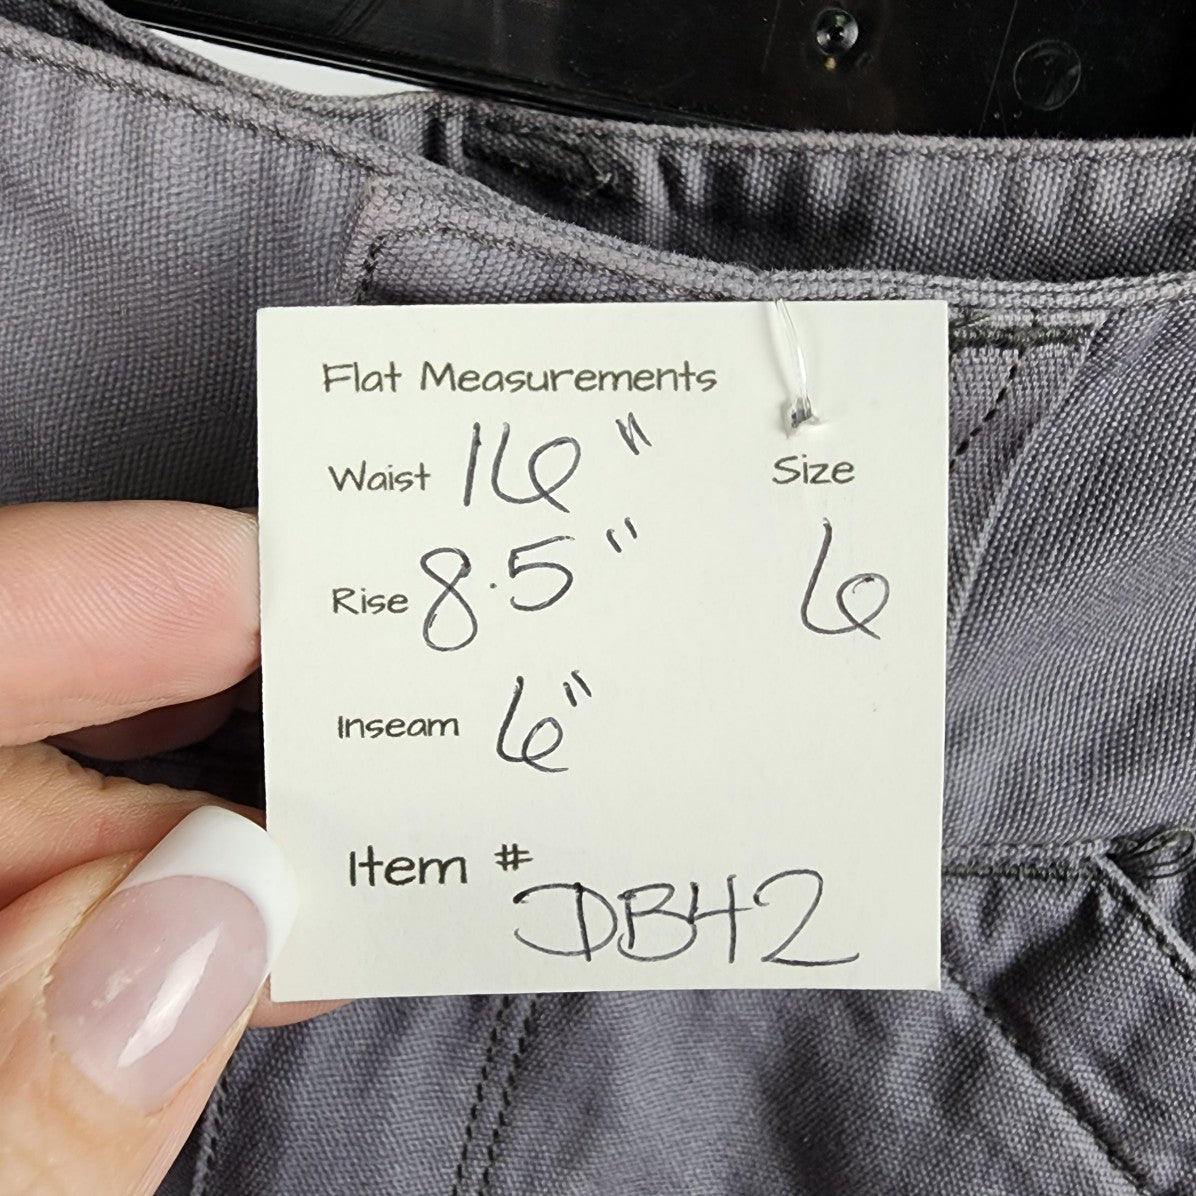 Flat Measurements
Waist 16"
Size
6
Rise 8.5"
Inseam 6"
Item #
DB42